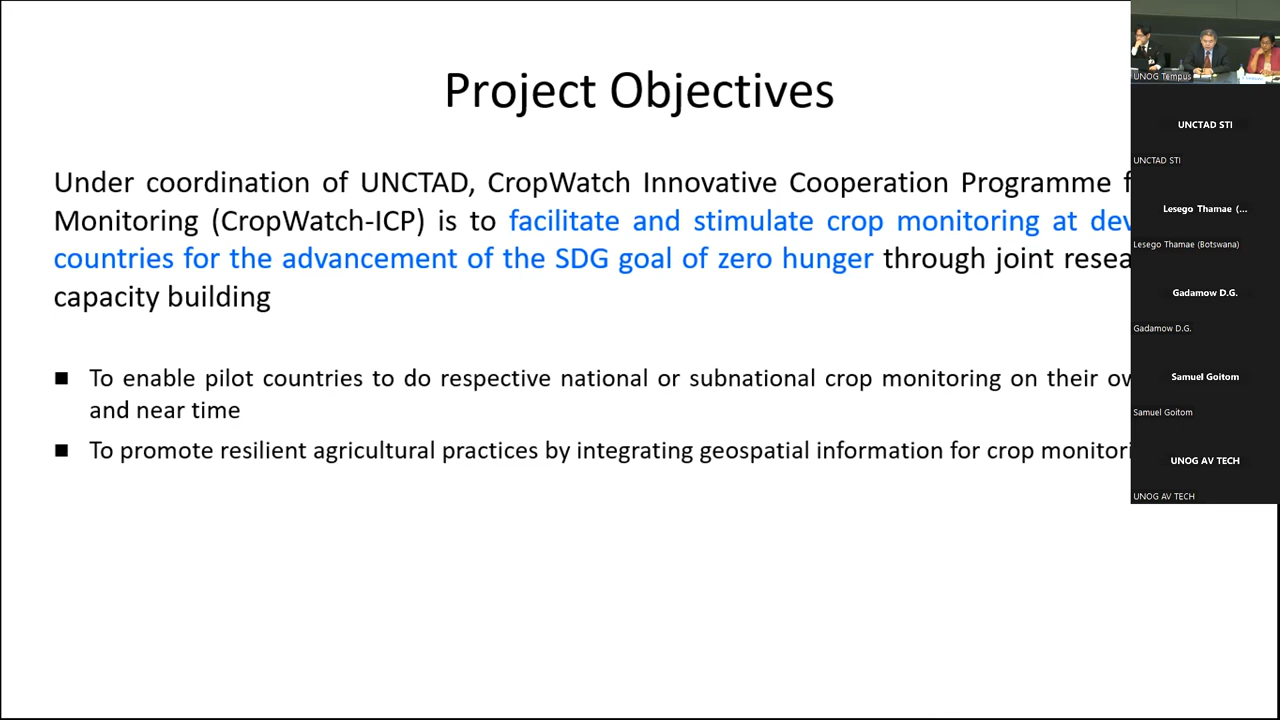 Project Objectives
Under coordination of UNCTAD, CropWatch Innovative Cooperation Programme
Monitoring (CropWatch-ICP) is to facilitate and stimulate crop monitoring at
countries for the advancement of the SDG goal of zero hunger through joint
capacity building
■ To enable pilot countries to do respective national or subnational crop monitoring on their
and near time
■ To promote resilient agricultural practices by integrating geospatial information for crop
UNOG Tempus
UNCTAD STI
UNCTAD STI
Lesego Thamae (...
Lesego Thamae (Botswana)
Gadamow D.G.
Gadamow D.G.
Samuel Goitom
Samuel Goitom
UNOG AV TECH
UNOG AV TECH